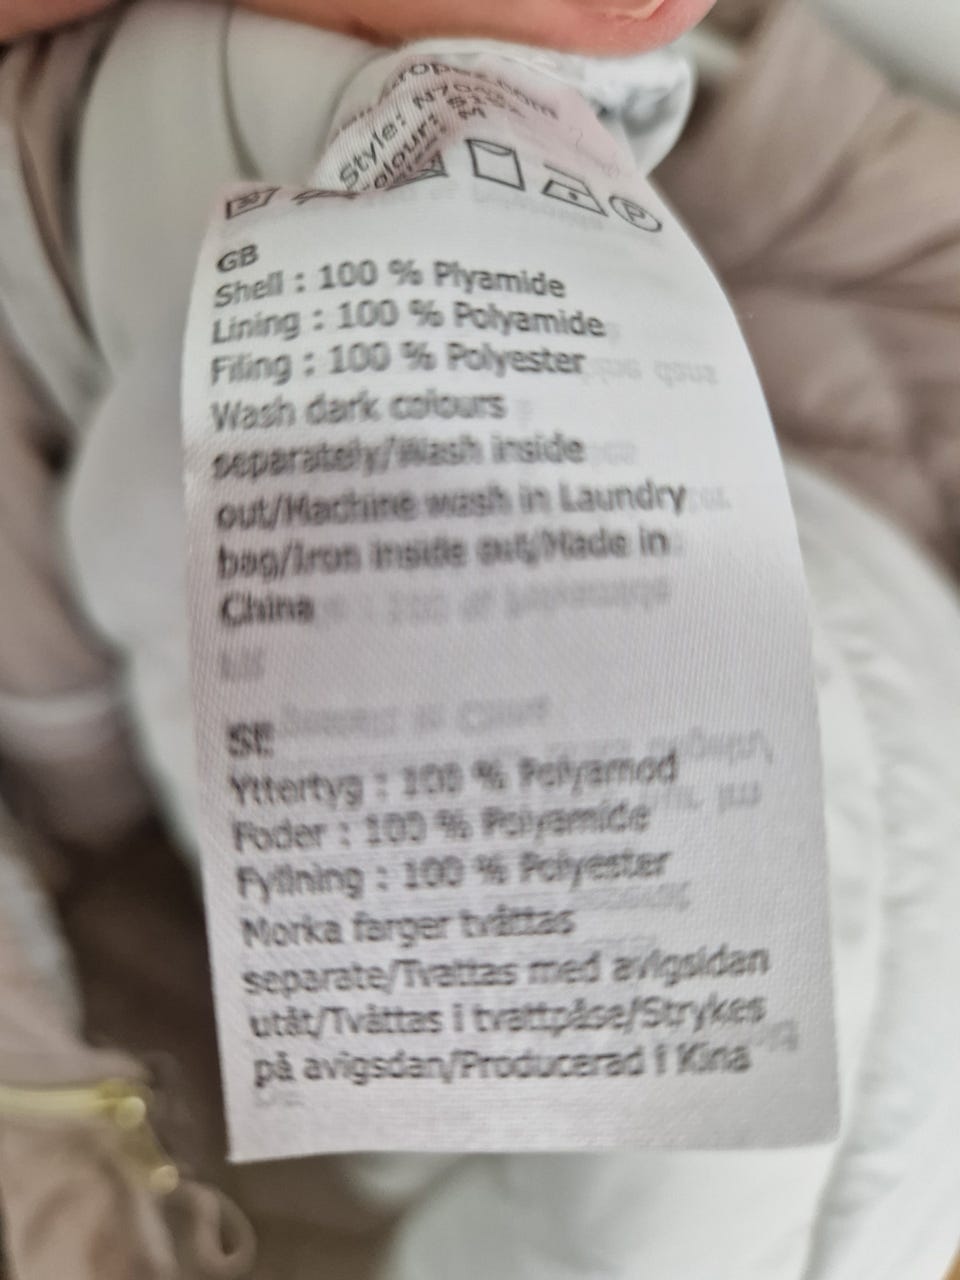 Style:
M
P
GB
Shell : 100 % Plyamide
Lining : 100 % Polyamide
Filing : 100 % Polyester
Wash dark colours
separately/Wash inside
out/Machine wash in Laundry
bag/Iron inside out/Made in
China
SE
Yttertyg : 100 % Polyamod
Foder : 100 % Polyamide
Fyllning : 100 % Polyester
Morka farger tvättas
separate/Tvattas med avigsidan
utåt/Tvättas i tvattpåse/Strykes
på avigsdan/Producerad i Kina